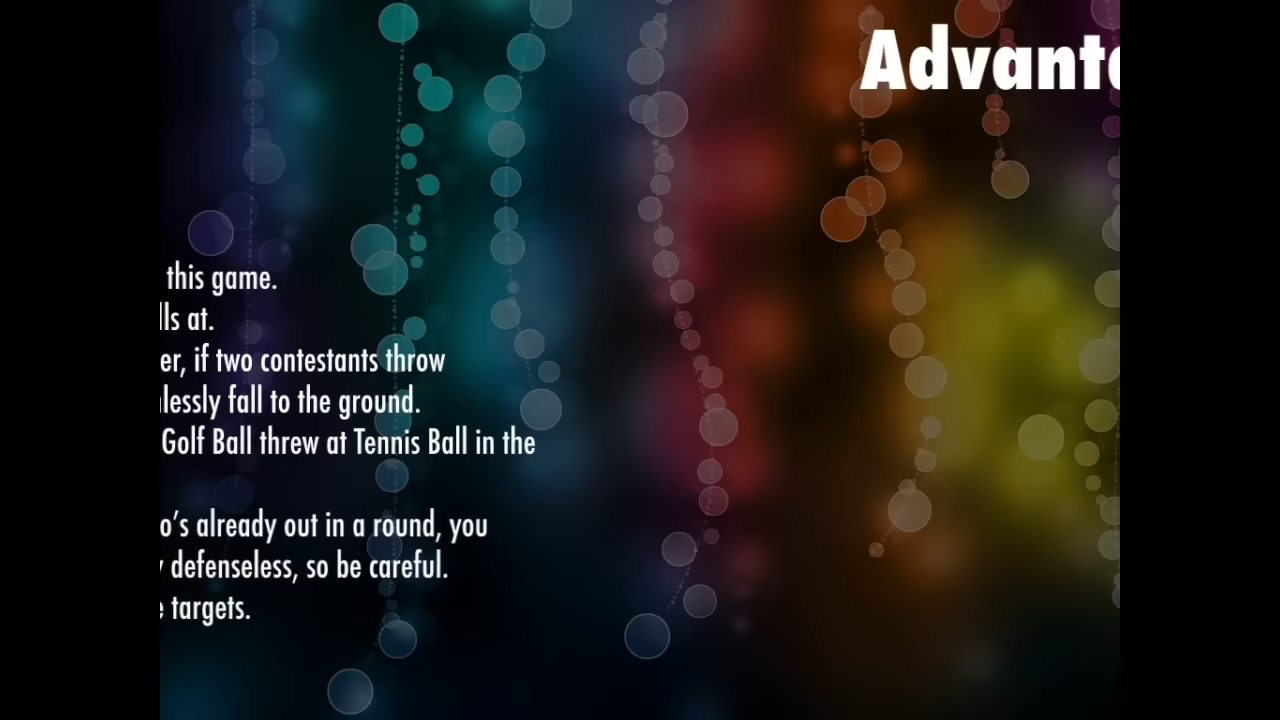 Advanta
this game.
lls at.
er, if two contestants throw
lessly fall to the ground.
Golf Ball threw at Tennis Ball in the
o’s already out in a round, you
defenseless, so be careful.
e targets.